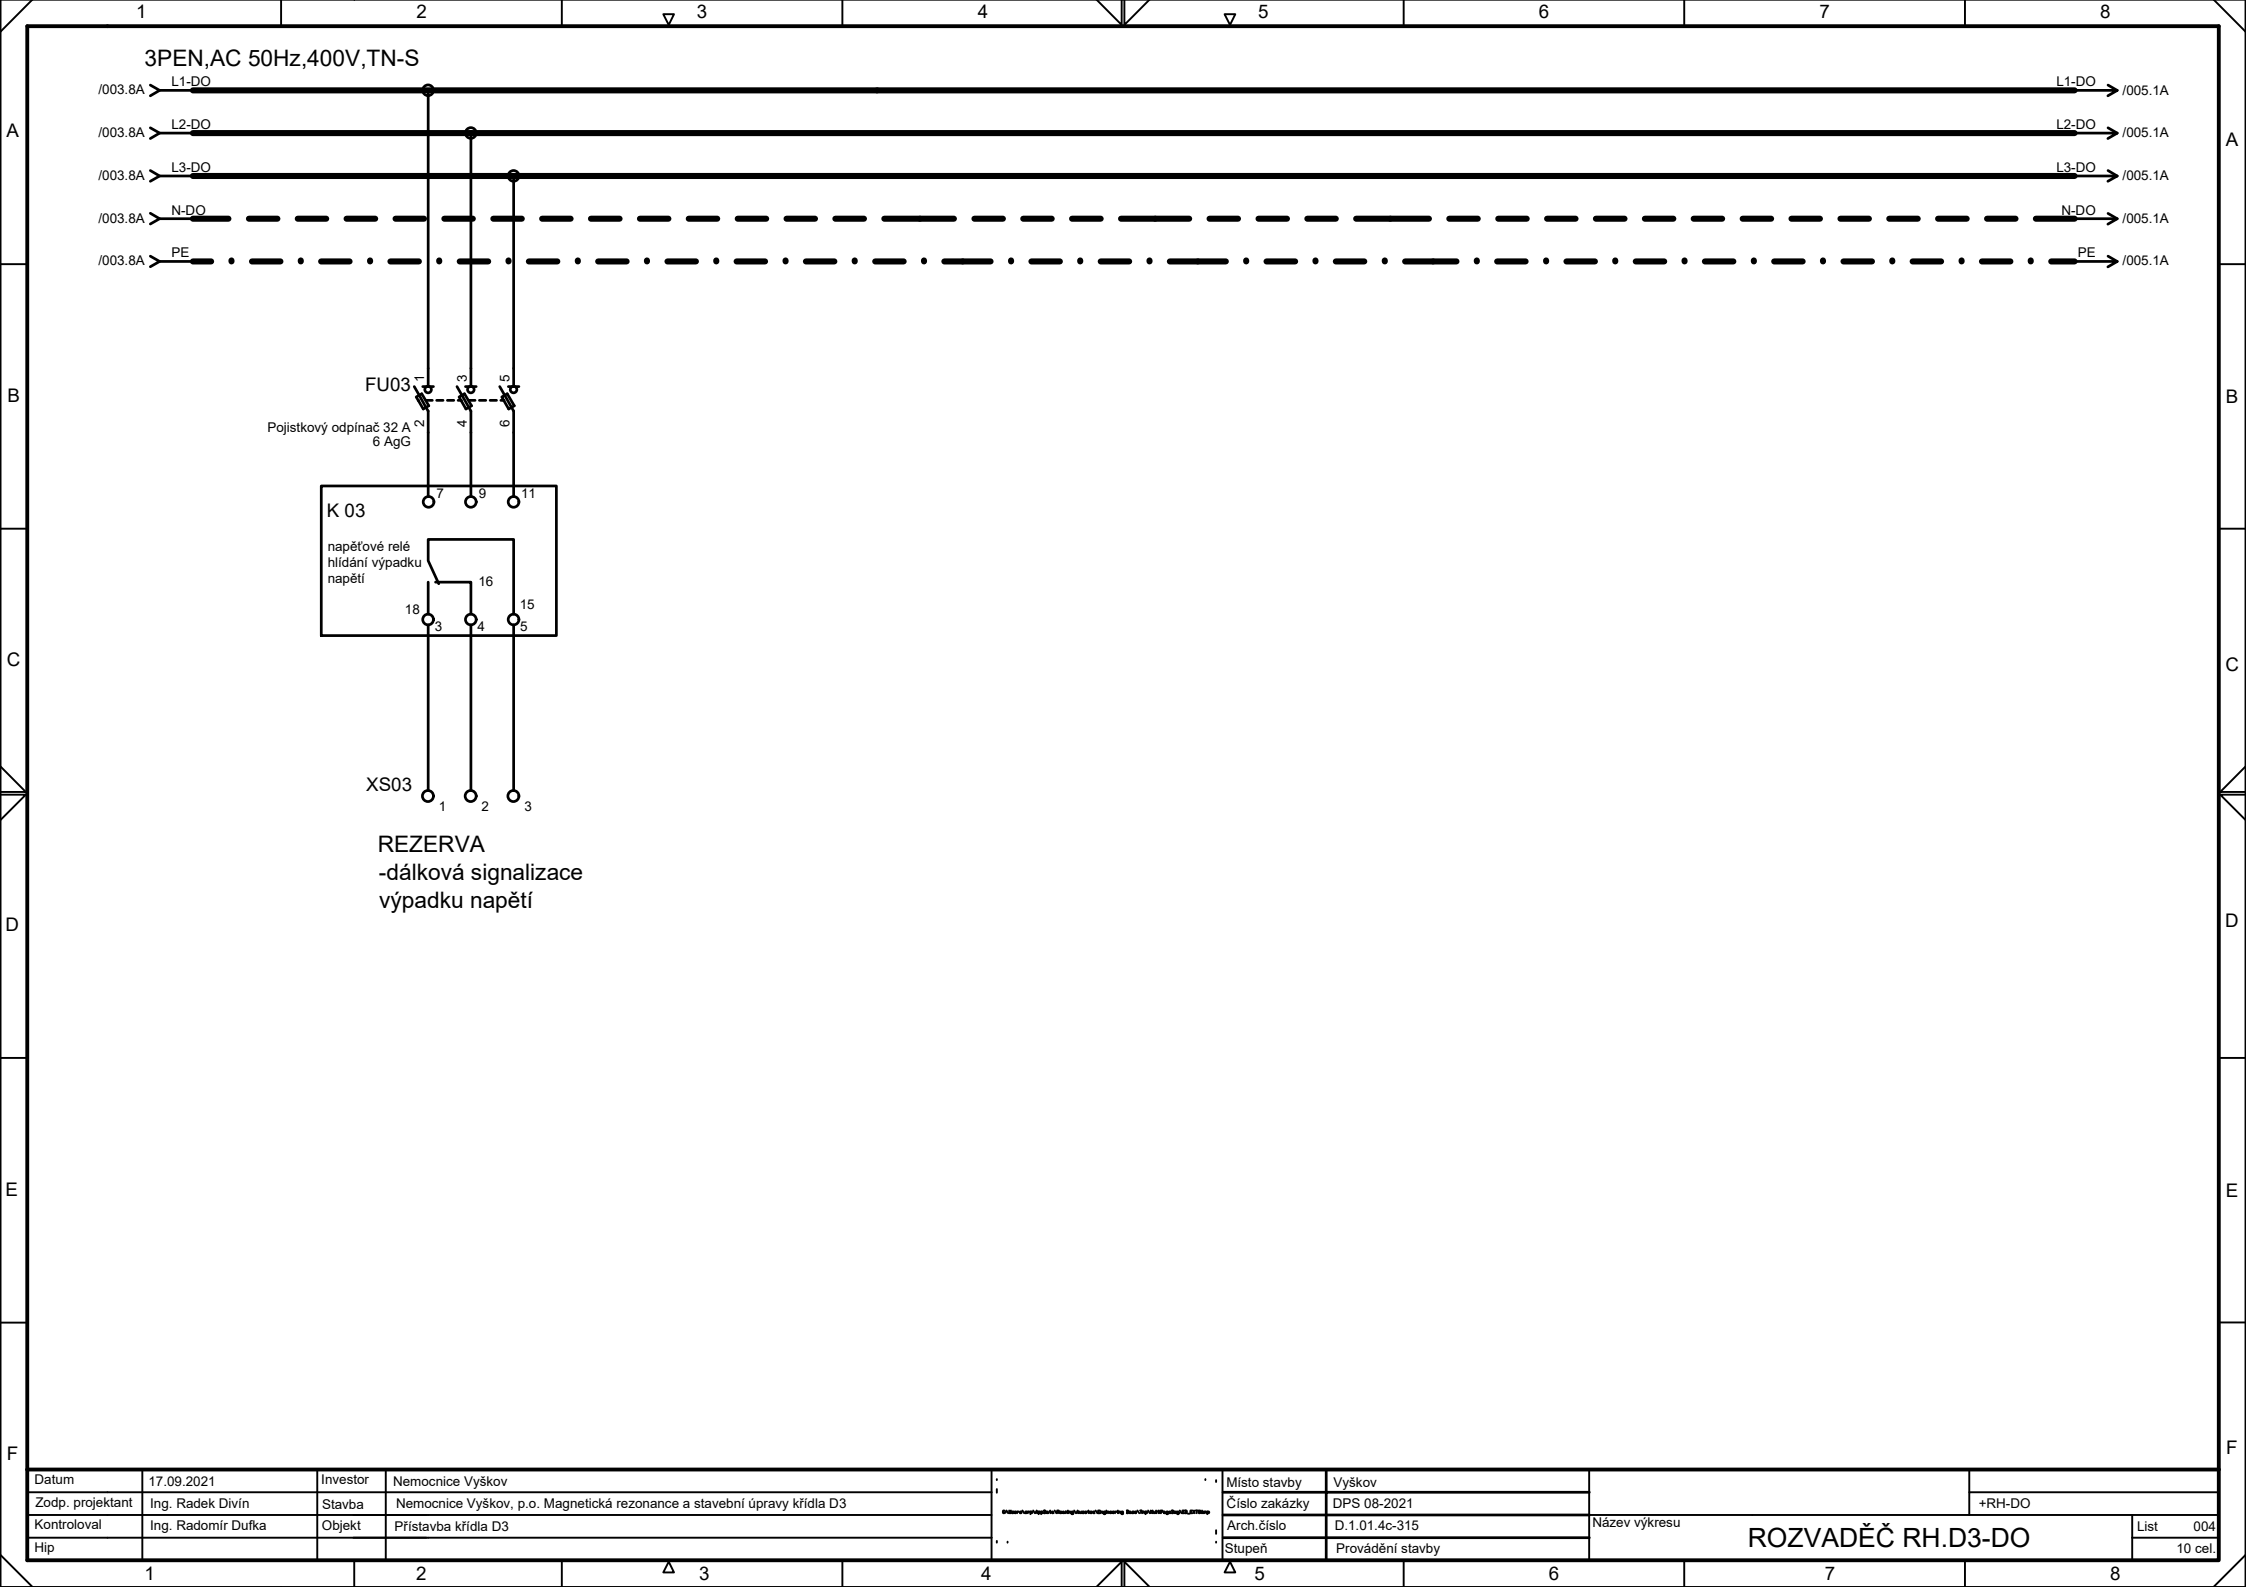 1 2 3 4 5 6 7 8
3PEN,AC 50Hz,400V,TN-S
/003.8A L1-DO L1-DO /005.1A
/003.8A L2-DO L2-DO /005.1A
A A
/003.8A L3-DO L3-DO /005.1A
/003.8A N-DO N-DO /005.1A
/003.8A PE PE /005.1A
FU03 1 3 5
B B
Pojistkový odpínač 32 A
6 AgG
2 4 6
7 9 11
K 03
napěťové relé
hlídání výpadku
napětí
16
18 15
3 4 5
C C
XS03
1 2 3
REZERVA
-dálková signalizace
výpadku napětí
D D
E E
F F
Datum 17.09.2021 Investor Nemocnice Vyškov Místo stavby Vyškov
Zodp. projektant Ing. Radek Divín Stavba Nemocnice Vyškov, p.o. Magnetická rezonance a stavební úpravy křídla D3 Číslo zakázky DPS 08-2021 +RH-DO
Kontroloval Ing. Radomír Dufka Objekt Přístavba křídla D3 Arch.číslo D.1.01.4c-315 Název výkresu ROZVADĚČ RH.D3-DO List 004
Hip Stupeň Provádění stavby 10 cel.
1 2 3 4 5 6 7 8